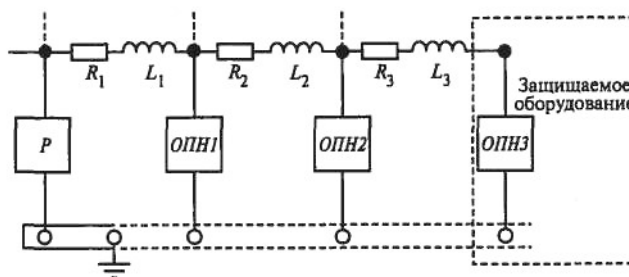 R1
L1
R2
L2
R3
L3
Защищаемое
оборудование
Р
ОПН1
ОПН2
ОПН3